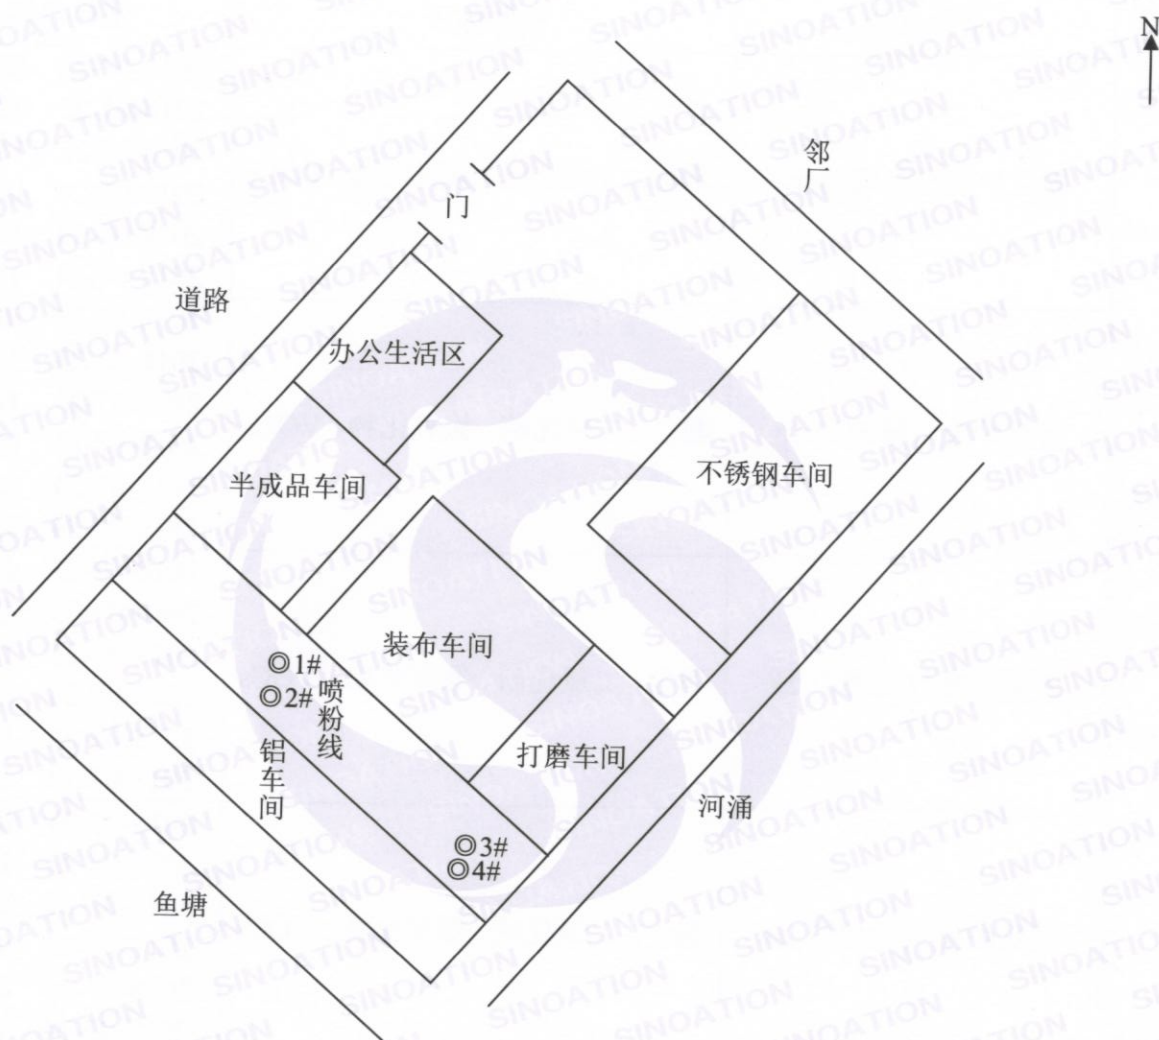 N
邻厂
门
道路
办公生活区
半成品车间
不锈钢车间
装布车间
◎1#
◎2#
喷粉线
铝车间
打磨车间
河涌
◎3#
◎4#
鱼塘
SINOATION